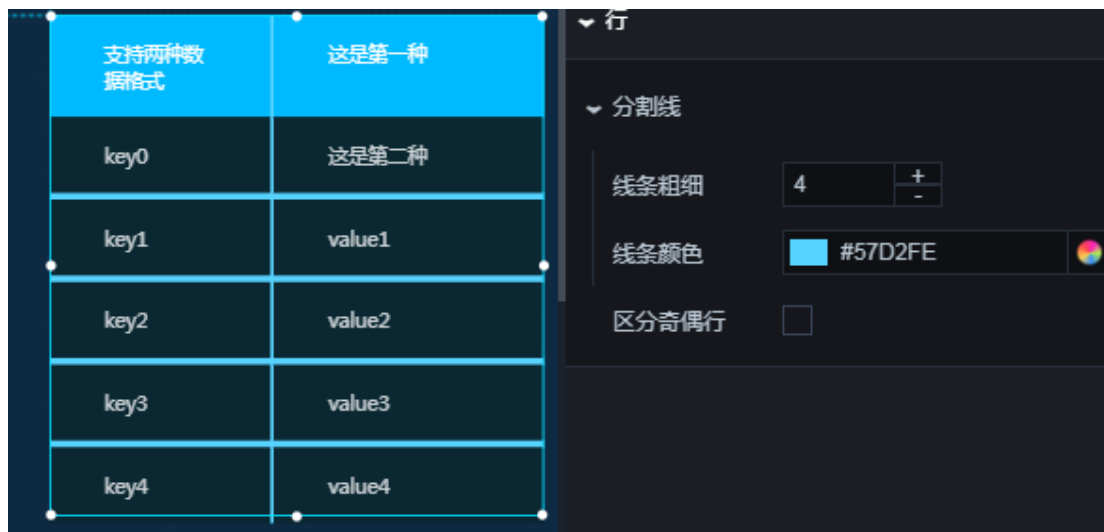 支持两种数
据格式
这是第一种
key0
这是第二种
key1
value1
key2
value2
key3
value3
key4
value4
行
分割线
线条粗细
4
+
-
线条颜色
#57D2FE
区分奇偶行